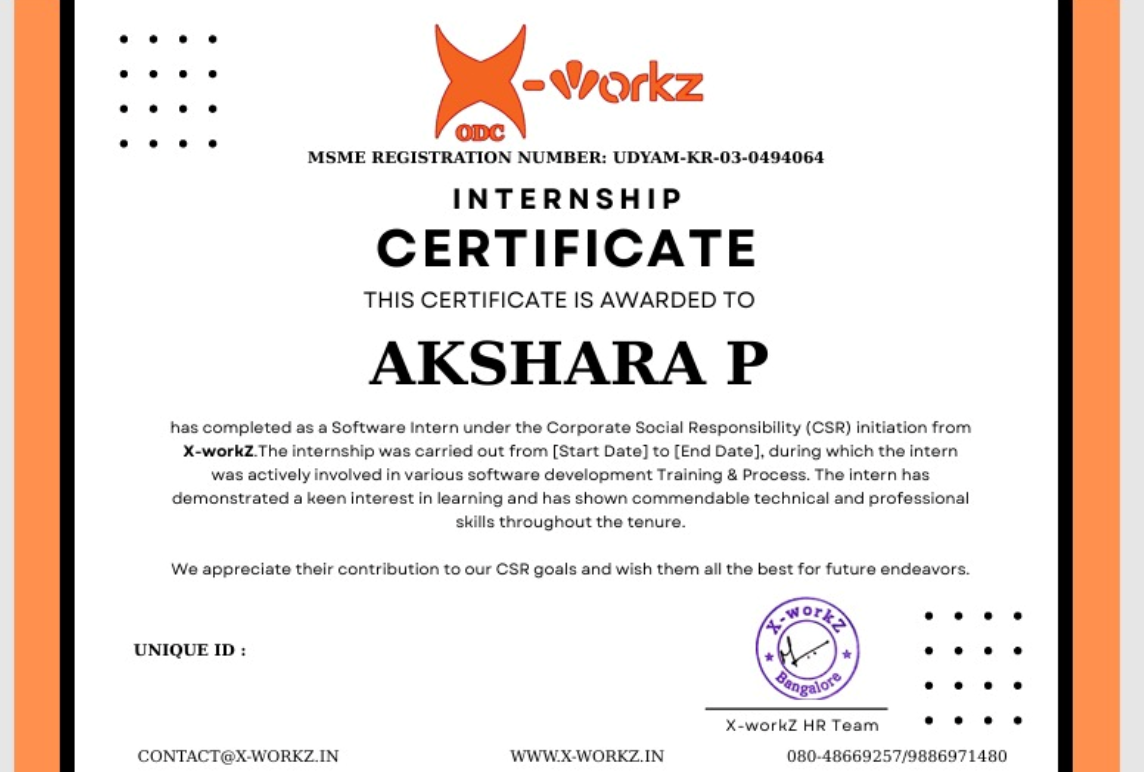 X-workz
ODC
MSME REGISTRATION NUMBER: UDYAM-KR-03-0494064
INTERNSHIP
CERTIFICATE
THIS CERTIFICATE IS AWARDED TO
AKSHARA P
has completed as a Software Intern under the Corporate Social Responsibility (CSR) initiation from
X-workZ.The internship was carried out from [Start Date] to [End Date], during which the intern
was actively involved in various software development Training & Process. The intern has
demonstrated a keen interest in learning and has shown commendable technical and professional
skills throughout the tenure.
We appreciate their contribution to our CSR goals and wish them all the best for future endeavors.
UNIQUE ID :
X-workZ
Bangalore
X-workZ HR Team
CONTACT@X-WORKZ.IN WWW.X-WORKZ.IN 080-48669257/9886971480